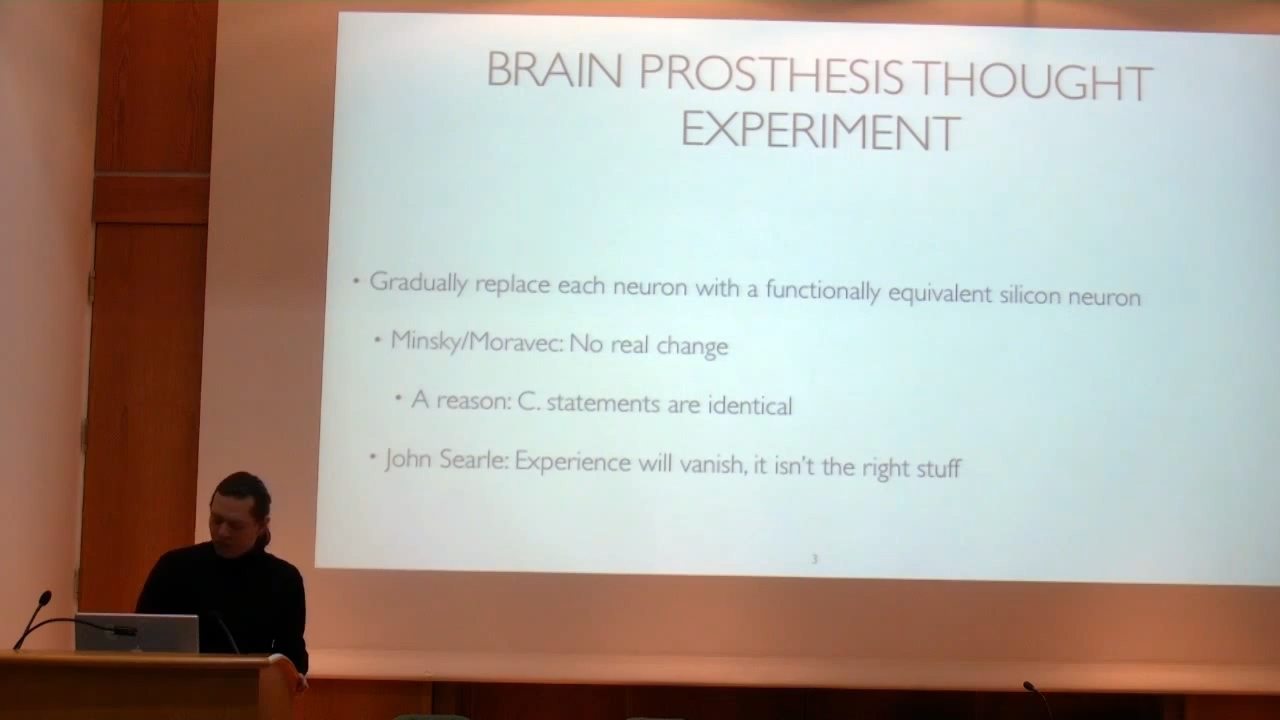 BRAIN PROSTHESIS THOUGHT
EXPERIMENT
• Gradually replace each neuron with a functionally equivalent silicon neuron
• Minsky/Moravec: No real change
• A reason: C. statements are identical
• John Searle: Experience will vanish, it isn't the right stuff
3